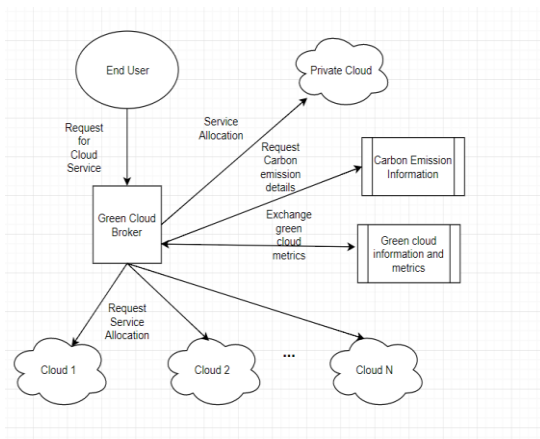 End User
Private Cloud
Service
Allocation
Request
for
Cloud
Service
Request
Carbon
emission
details
Carbon Emission
Information
Green Cloud
Broker
Exchange
green
cloud
metrics
Green cloud
information and
metrics
Request
Service
Allocation
Cloud 1
Cloud 2
...
Cloud N